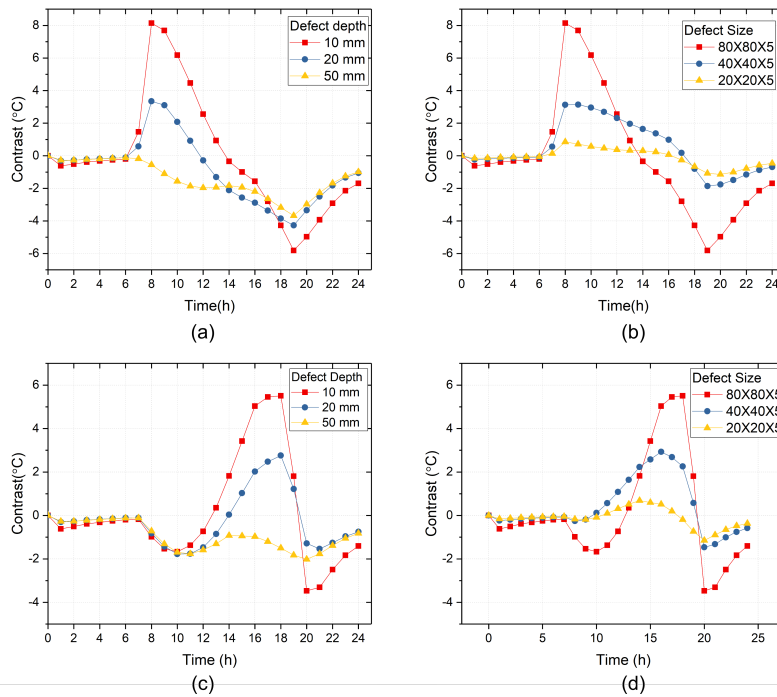 Defect depth
10 mm
20 mm
50 mm
Contrast (°C)
8
6
4
2
0
-2
-4
-6
0 2 4 6 8 10 12 14 16 18 20 22 24
Time(h)
(a)
Defect Size
80X80X5
40X40X5
20X20X5
Contrast (°C)
8
6
4
2
0
-2
-4
-6
0 2 4 6 8 10 12 14 16 18 20 22 24
Time(h)
(b)
Defect Depth
10 mm
20 mm
50 mm
Contrast(°C)
6
4
2
0
-2
-4
0 2 4 6 8 10 12 14 16 18 20 22 24
Time (h)
(c)
Defect Size
80X80X5
40X40X5
20X20X5
Contrast (°C)
6
4
2
0
-2
-4
0 5 10 15 20 25
Time (h)
(d)